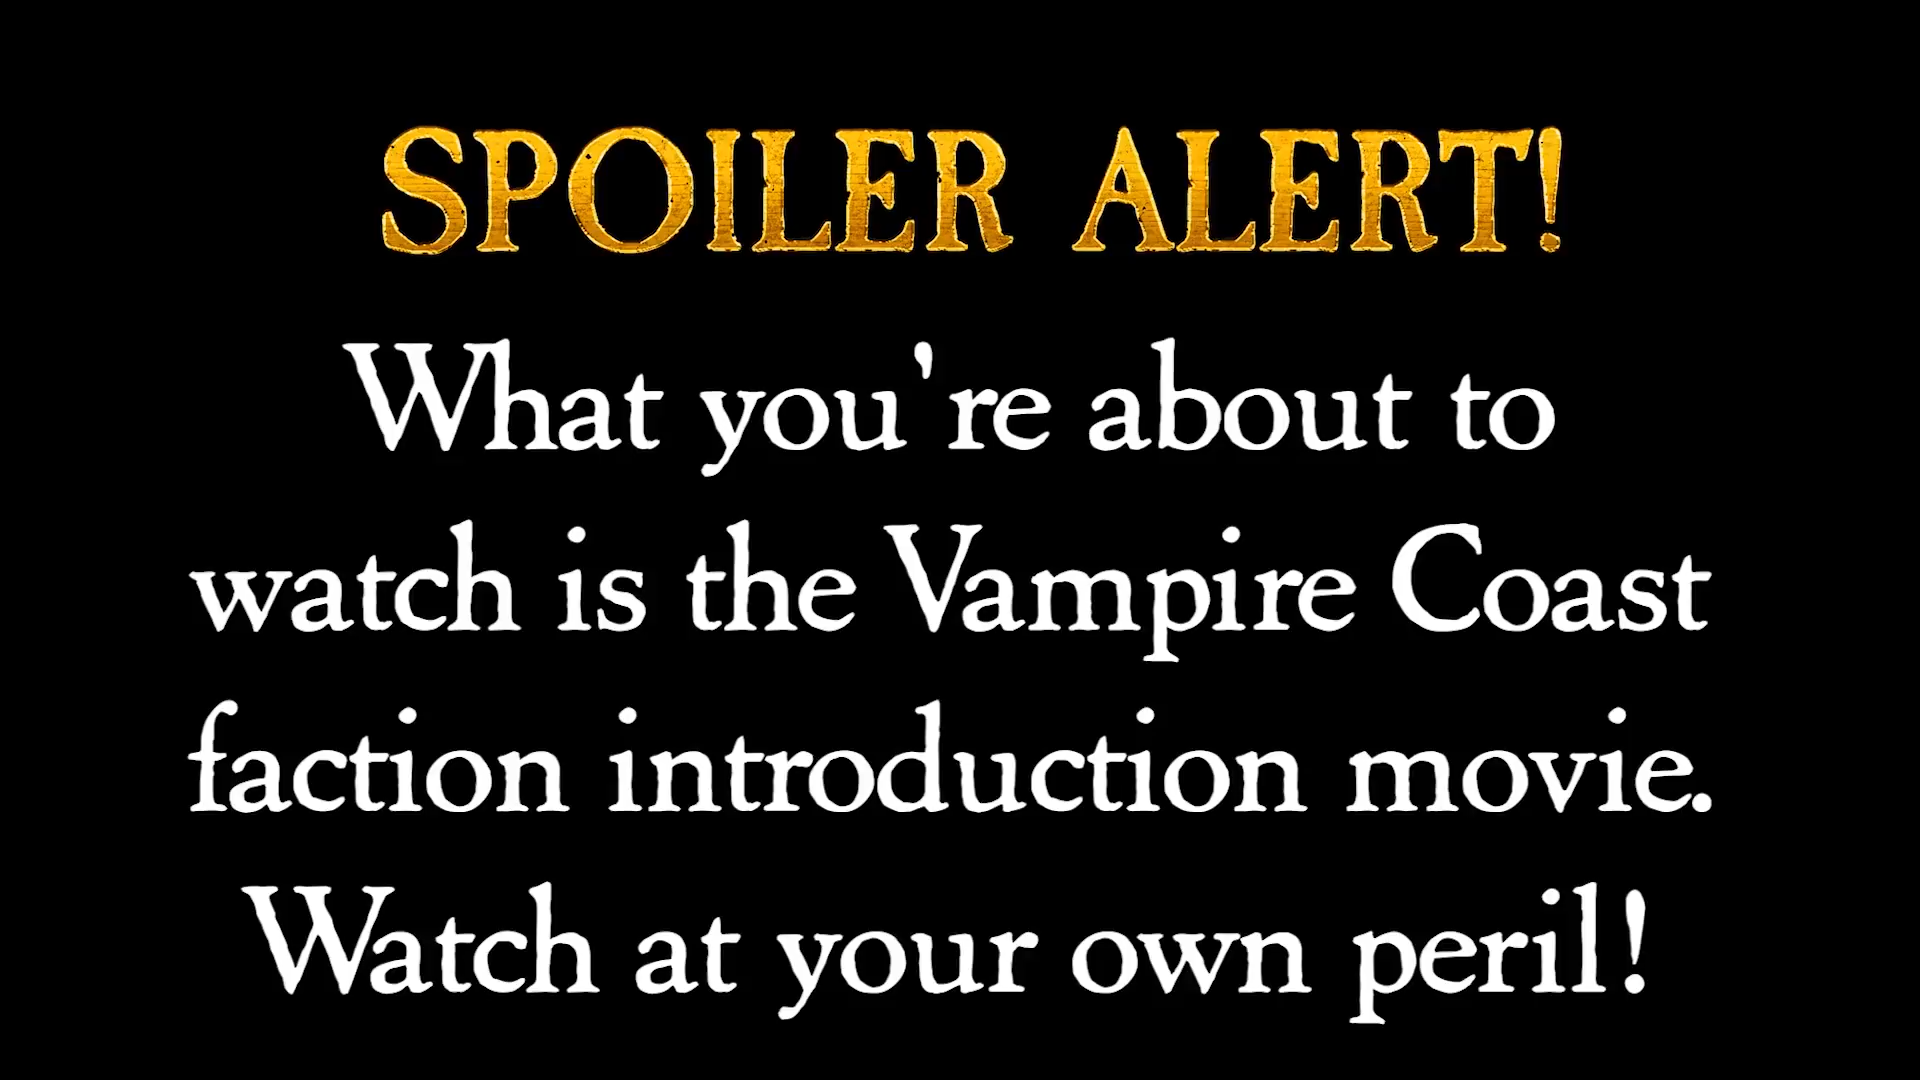 SPOILER ALERT!
What you're about to
watch is the Vampire Coast
faction introduction movie.
Watch at your own peril!